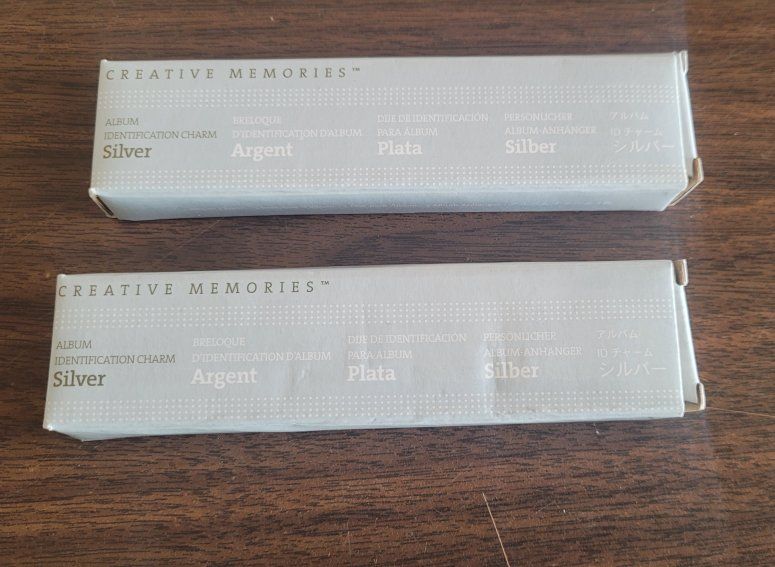 CREATIVE MEMORIES™
ALBUM
IDENTIFICATION CHARM
Silver
BRELOQUE
D'IDENTIFICATION D'ALBUM
Argent
DIJE DE IDENTIFICACIÓN
PARA ÁLBUM
Plata
PERSÖNLICHER
ALBUM-ANHÄNGER
Silber
アルバム
ID チャーム
シルバー
CREATIVE MEMORIES™
ALBUM
IDENTIFICATION CHARM
Silver
BRELOQUE
D'IDENTIFICATION D'ALBUM
Argent
DIJE DE IDENTIFICACIÓN
PARA ÁLBUM
Plata
PERSÖNLICHER
ALBUM-ANHÄNGER
Silber
アルバム
ID チャーム
シルバー